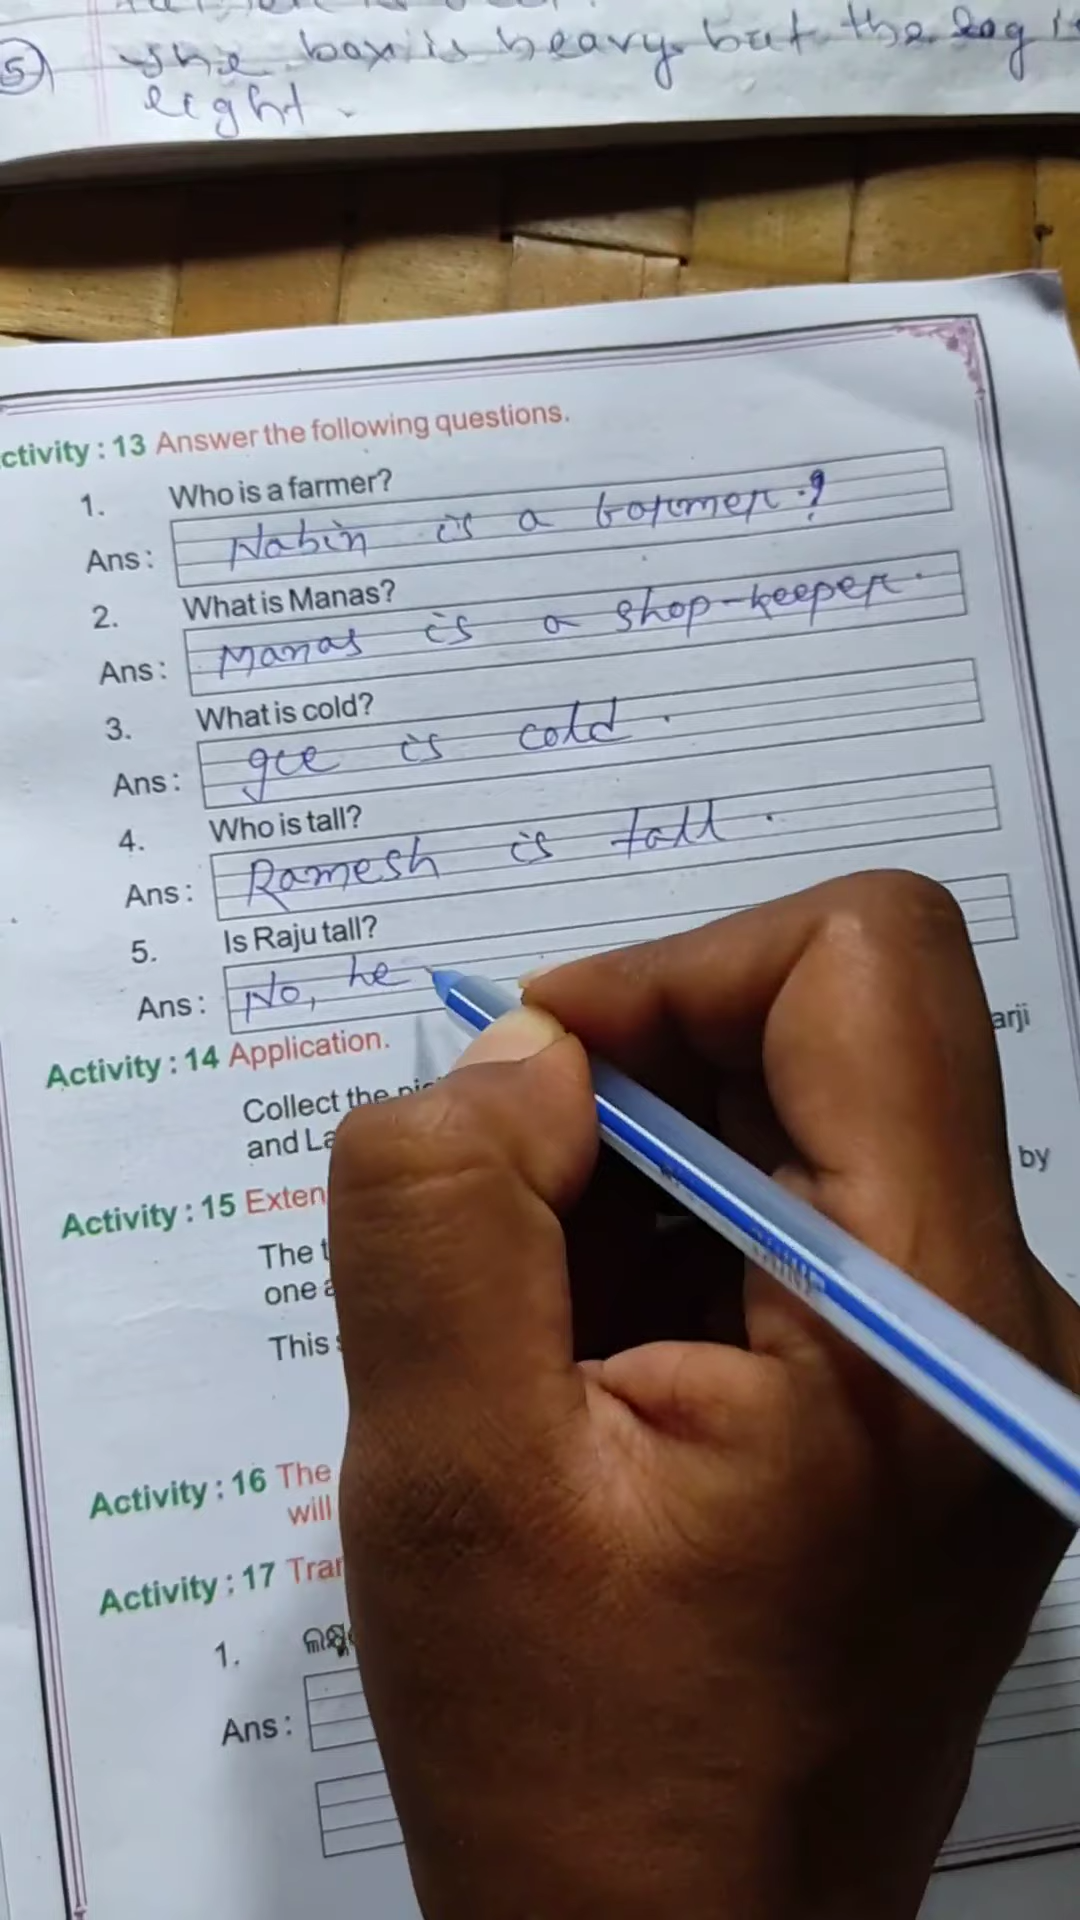 5 The box is heavy but the bag is
light.
ctivity : 13 Answer the following questions.
1. Who is a farmer?
Ans : Nabin is a farmer.?
2. What is Manas?
Ans : Manas is a shop-keeper.
3. What is cold?
Ans : Ice is cold.
4. Who is tall?
Ans : Ramesh is tall.
5. Is Raju tall?
Ans : No, he
Activity : 14 Application.
Collect the arji
and La
by
Activity : 15 Exten
The t
one a
This
Activity : 16 The
will
Activity : 17 Tran
1.
Ans :